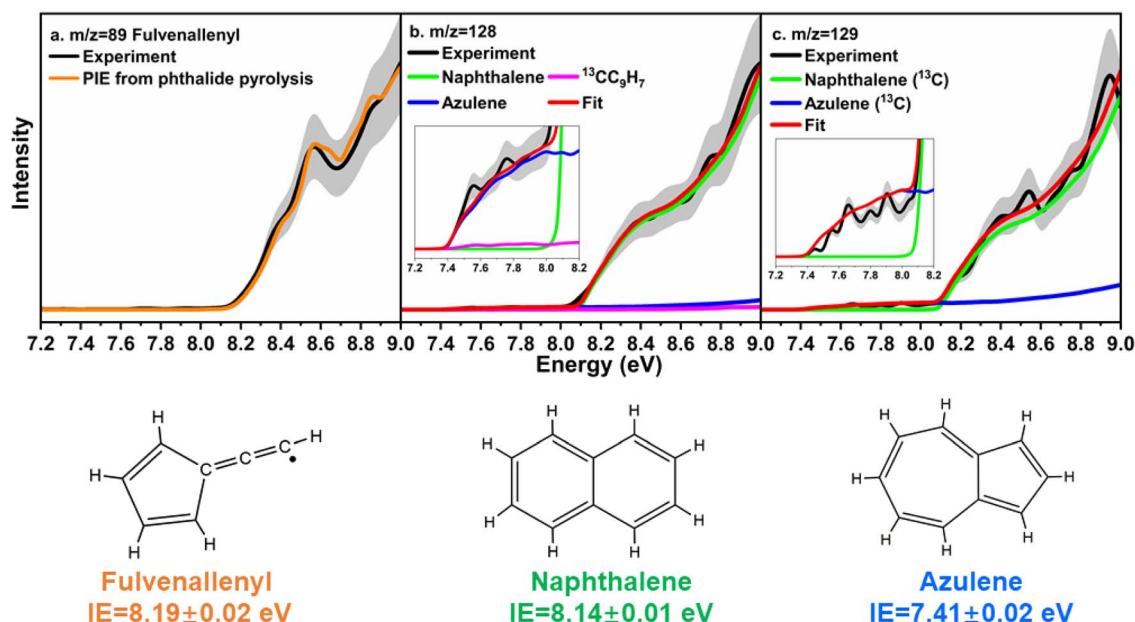 a. m/z=89 Fulvenallenyl
Experiment
PIE from phthalide pyrolysis
b. m/z=128
Experiment
Naphthalene ¹³CC₉H₇
Azulene Fit
c. m/z=129
Experiment
Naphthalene (¹³C)
Azulene (¹³C)
Fit
Intensity
7.2 7.4 7.6 7.8 8.0 8.2
7.2 7.4 7.6 7.8 8.0 8.2
7.2 7.4 7.6 7.8 8.0 8.2 8.4 8.6 8.8 9.0 7.4 7.6 7.8 8.0 8.2 8.4 8.6 8.8 9.0 7.4 7.6 7.8 8.0 8.2 8.4 8.6 8.8 9.0
Energy (eV)
H H H H H C C C •
H H H H H H H H
H H H H H H H H
Fulvenallenyl
IE=8.19±0.02 eV
Naphthalene
IE=8.14±0.01 eV
Azulene
IE=7.41±0.02 eV